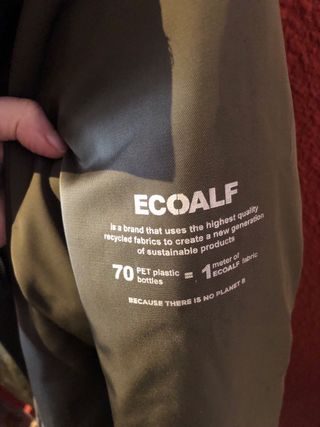 ECOALF
is a brand that uses the highest quality
recycled fabrics to create a new generation
of sustainable products
70 PET plastic bottles = 1 meter of ECOALF fabric
BECAUSE THERE IS NO PLANET B